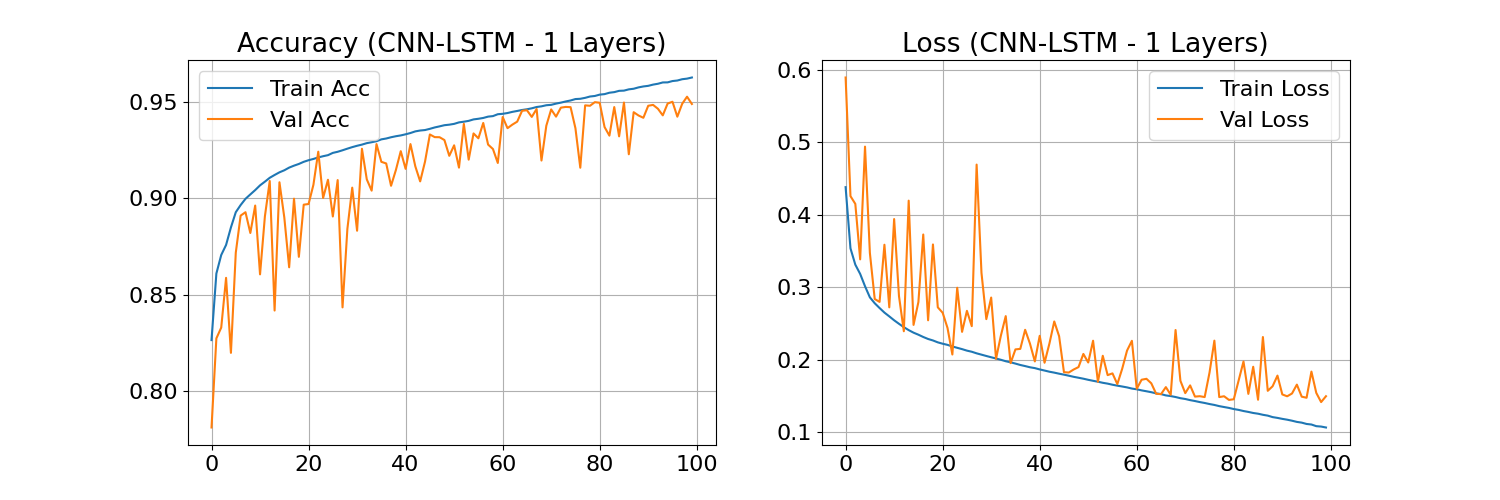 Accuracy (CNN-LSTM - 1 Layers)
Train Acc
Val Acc
0.95
0.90
0.85
0.80
0 20 40 60 80 100
Loss (CNN-LSTM - 1 Layers)
Train Loss
Val Loss
0.6
0.5
0.4
0.3
0.2
0.1
0 20 40 60 80 100